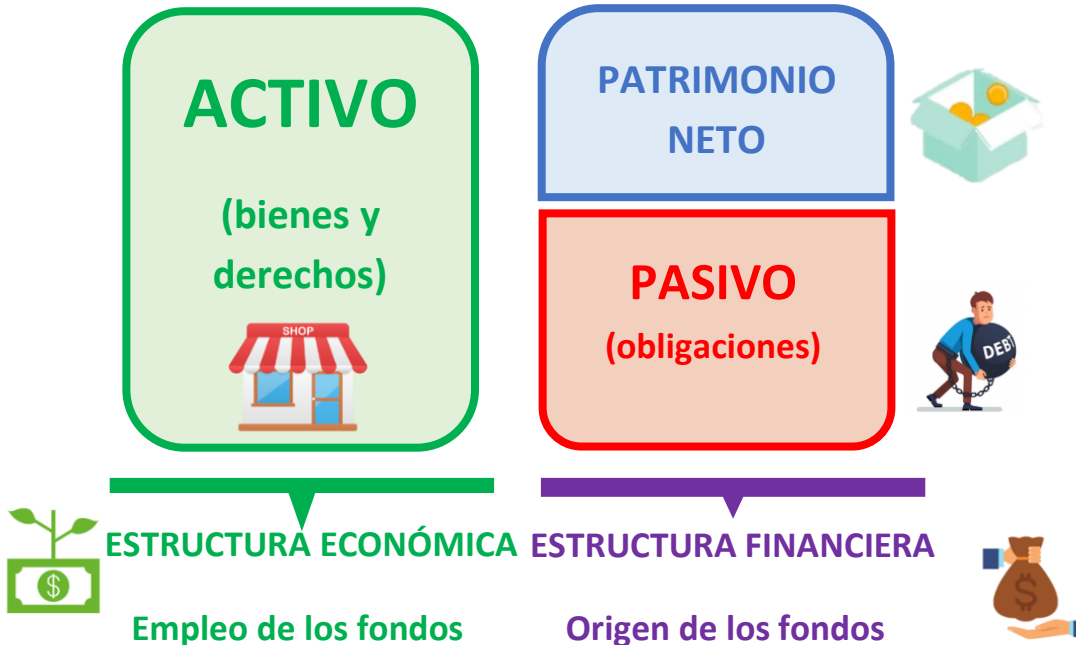 ACTIVO
(bienes y
derechos)
SHOP
PATRIMONIO
NETO
PASIVO
(obligaciones)
DEBT
ESTRUCTURA ECONÓMICA
Empleo de los fondos
ESTRUCTURA FINANCIERA
Origen de los fondos
$
$